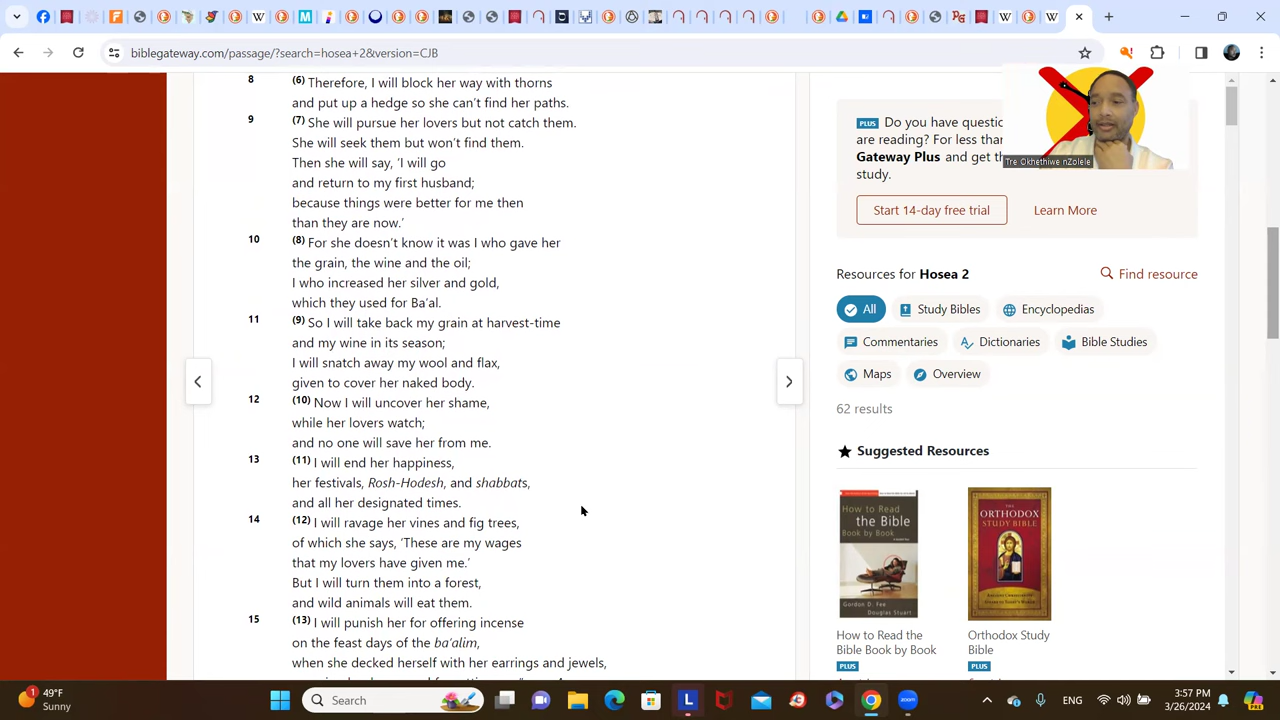 biblegateway.com/passage/?search=hosea+2&version=CJB
8 (6) Therefore, I will block her way with thorns
and put up a hedge so she can’t find her paths.
9 (7) She will pursue her lovers but not catch them.
She will seek them but won’t find them.
Then she will say, ‘I will go
and return to my first husband;
because things were better for me then
than they are now.’
10 (8) For she doesn’t know it was I who gave her
the grain, the wine and the oil;
I who increased her silver and gold,
which they used for Ba‘al.
11 (9) So I will take back my grain at harvest-time
and my wine in its season;
I will snatch away my wool and flax,
given to cover her naked body.
12 (10) Now I will uncover her shame,
while her lovers watch;
and no one will save her from me.
13 (11) I will end her happiness,
her festivals, Rosh-Hodesh, and shabbats,
and all her designated times.
14 (12) I will ravage her vines and fig trees,
of which she says, ‘These are my wages
that my lovers have given me.’
But I will turn them into a forest,
and wild animals will eat them.
15 (13) I will punish her for offering incense
on the feast days of the ba‘alim,
when she decked herself with her earrings and jewels,
PLUS Do you have
are reading? For less
Gateway Plus and get
study.
Start 14-day free trial Learn More
Tre Okhethiwe nZolele
Resources for Hosea 2 Find resource
All Study Bibles Encyclopedias
Commentaries Dictionaries Bible Studies
Maps Overview
62 results
Suggested Resources
How to Read
the Bible
Book by Book
Gordon D. Fee
Douglas Stuart
THE
ORTHODOX
STUDY BIBLE
How to Read the
Bible Book by Book
PLUS
Orthodox Study
Bible
PLUS
1
49°F
Sunny
Search
L
ENG
3:57 PM
3/26/2024